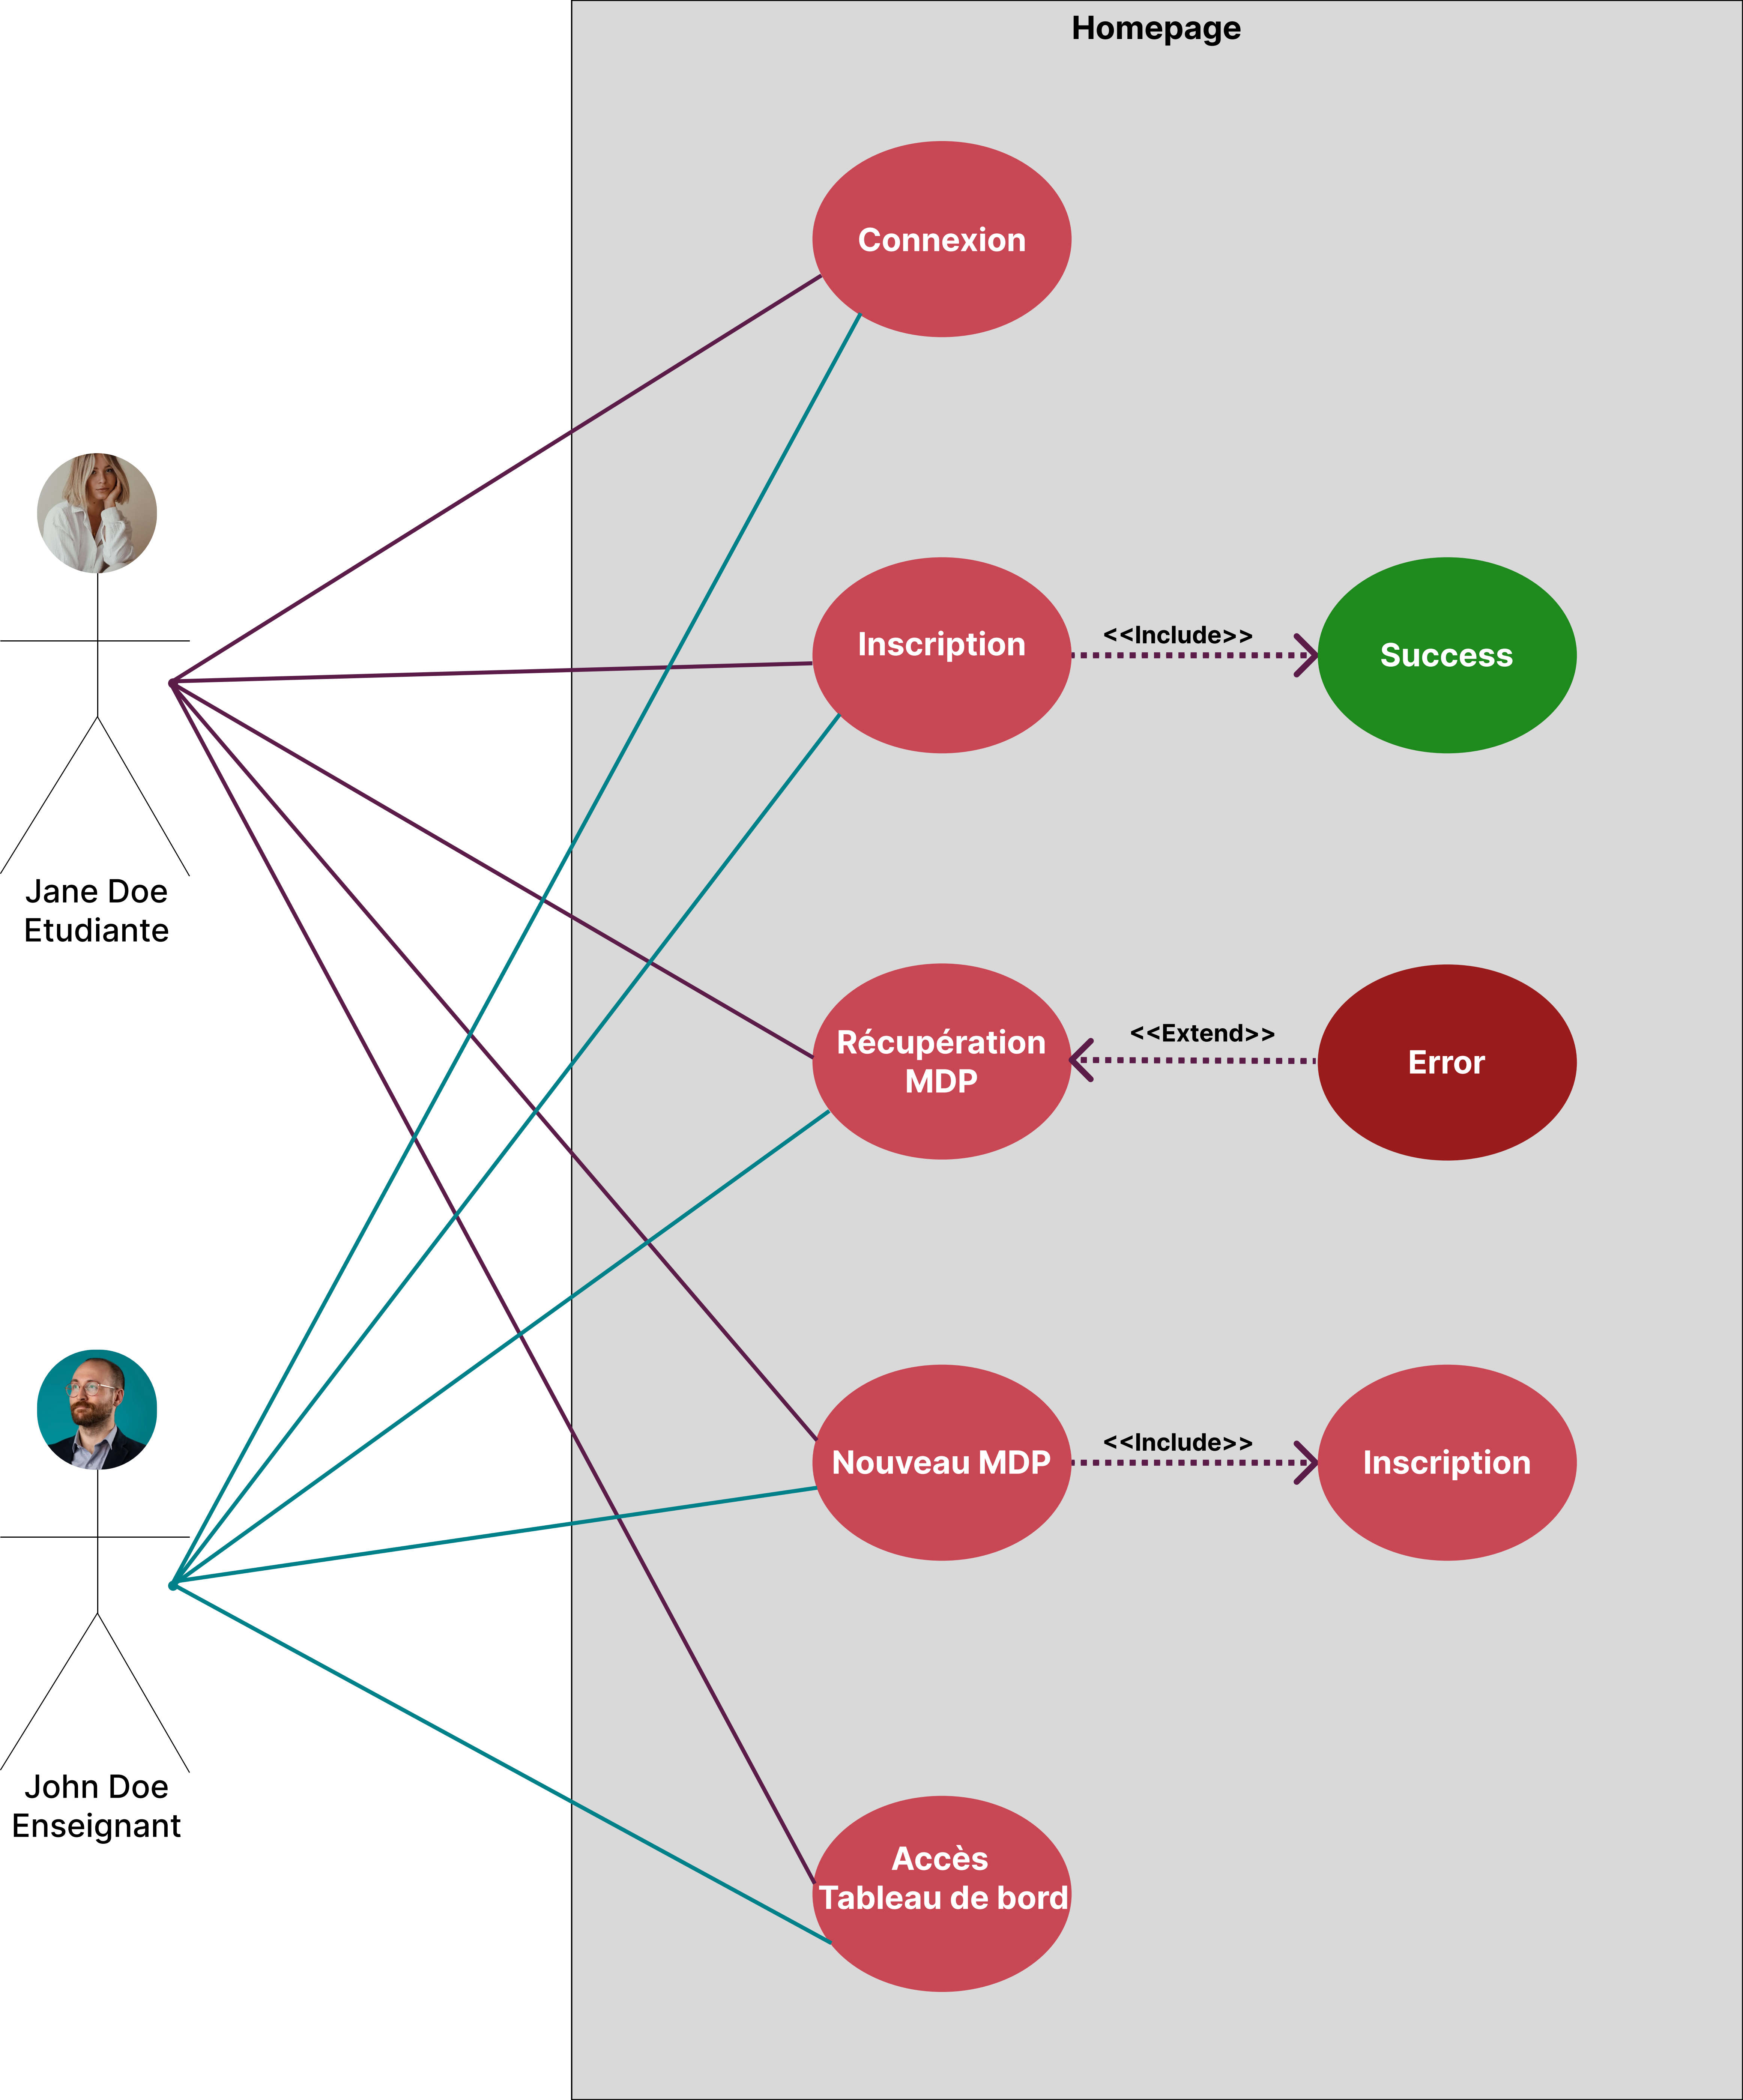 Homepage
Connexion
Inscription
<<Include>>
Success
Jane Doe
Etudiante
Récupération
MDP
<<Extend>>
Error
Nouveau MDP
<<Include>>
Inscription
John Doe
Enseignant
Accès
Tableau de bord